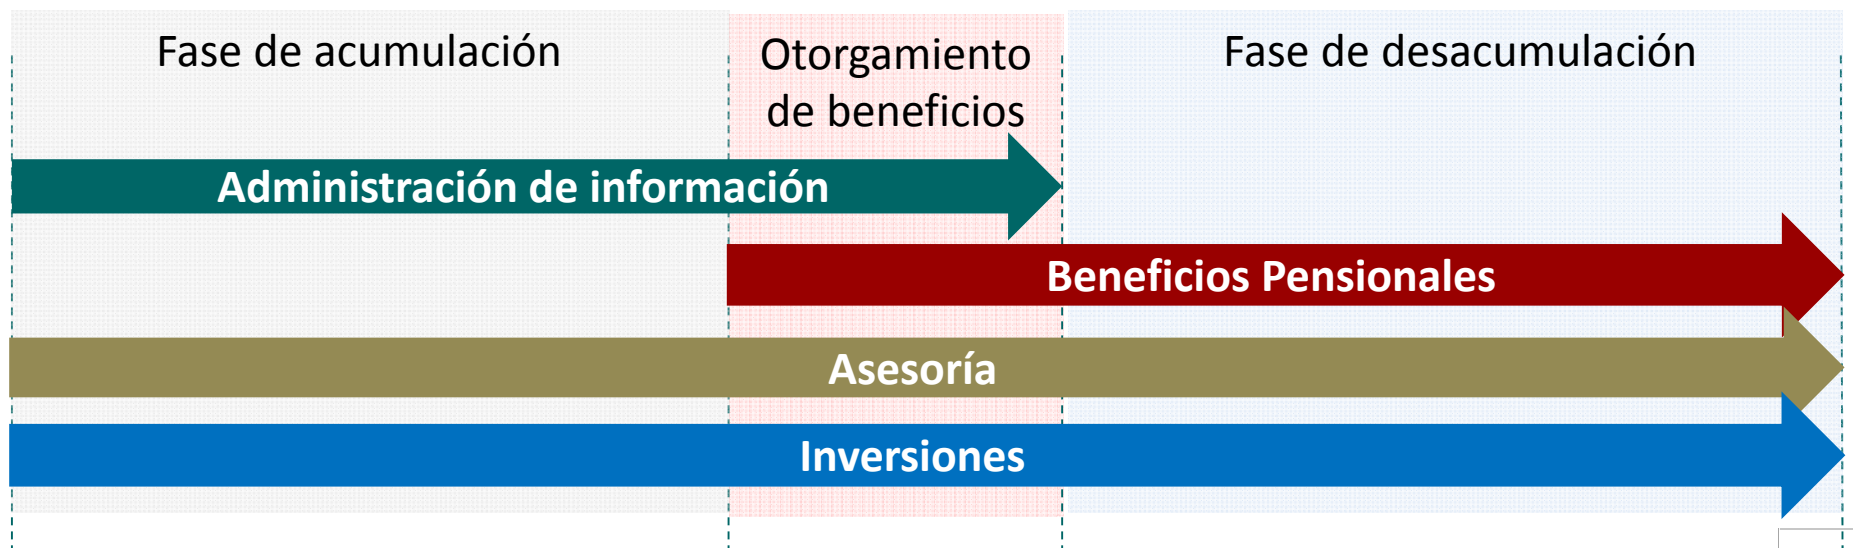 Fase de acumulación
Otorgamiento
de beneficios
Fase de desacumulación
Administración de información
Beneficios Pensionales
Asesoría
Inversiones